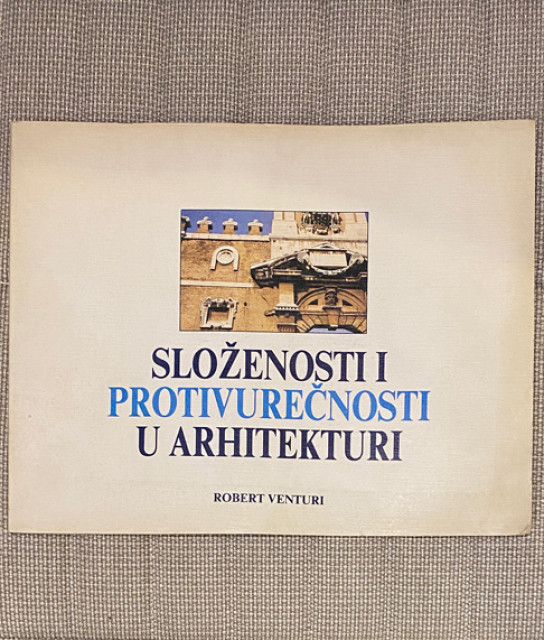 SLOŽENOSTI I
PROTIVUREČNOSTI
U ARHITEKTURI
ROBERT VENTURI